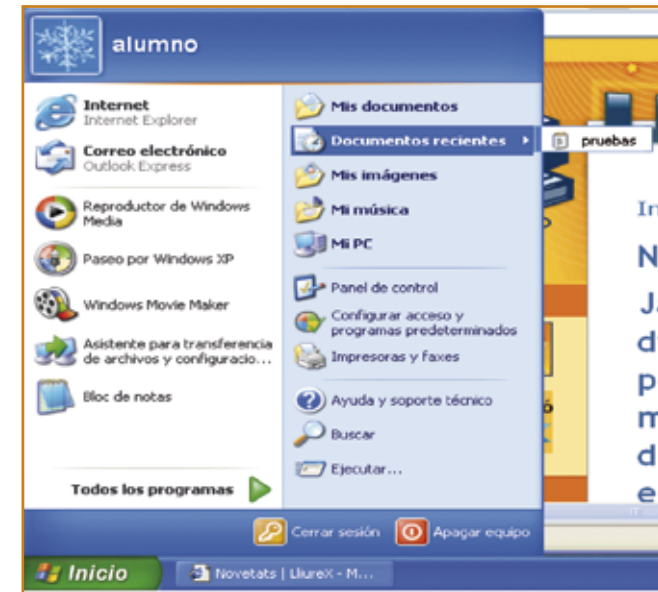 alumno
Internet
Internet Explorer
Correo electrónico
Outlook Express
Reproductor de Windows
Media
Paseo por Windows XP
Windows Movie Maker
Asistente para transferencia
de archivos y configuracio...
Bloc de notas
Todos los programas
Mis documentos
Documentos recientes
pruebas
Mis imágenes
Mi música
Mi PC
Panel de control
Configurar acceso y
programas predeterminados
Impresoras y faxes
Ayuda y soporte técnico
Buscar
Ejecutar...
Cerrar sesión
Apagar equipo
Inicio
Novetats | LliureX - M...